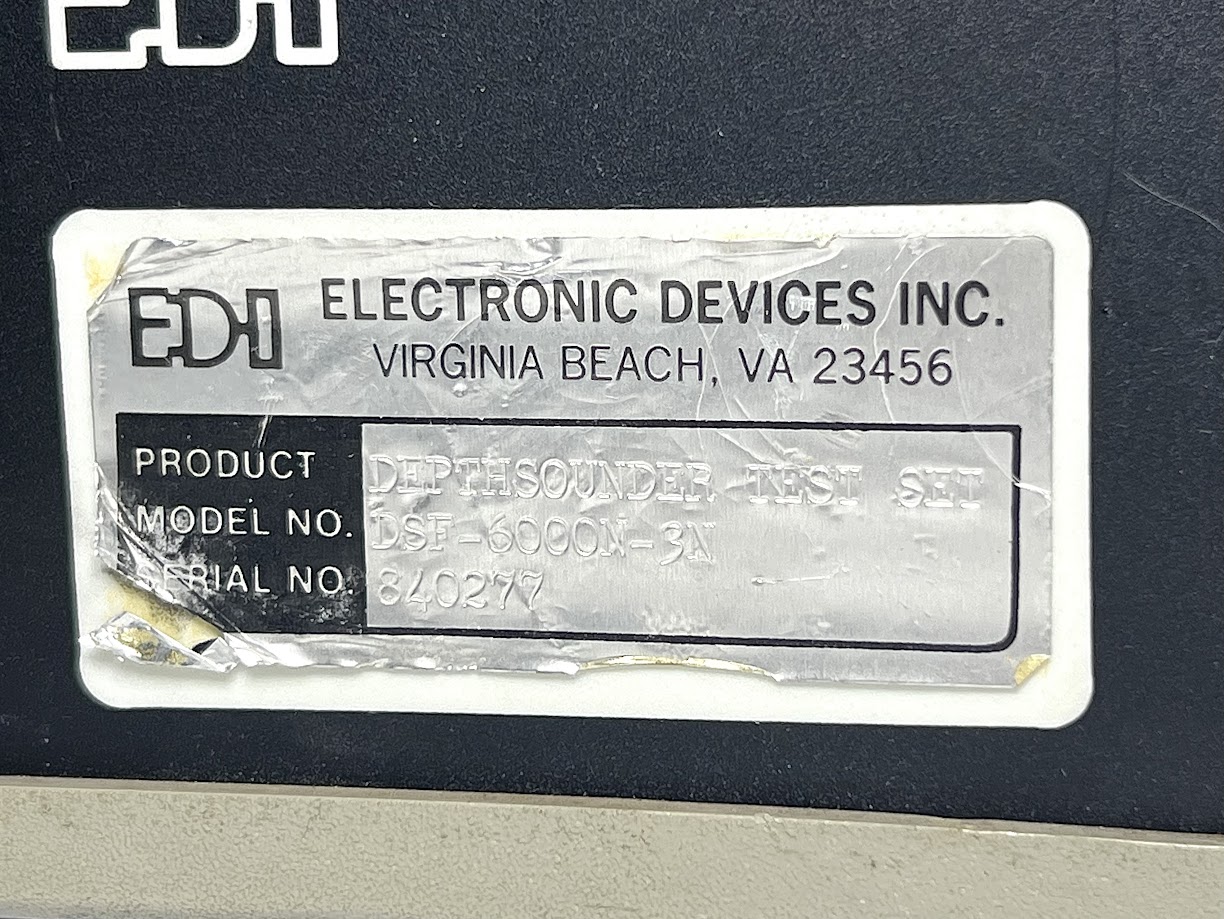 EDI
EDI
ELECTRONIC DEVICES INC.
VIRGINIA BEACH, VA 23456
PRODUCT DEPTHSOUNDER TEST SET
MODEL NO. DSF-6000N-3N
SERIAL NO. 840277